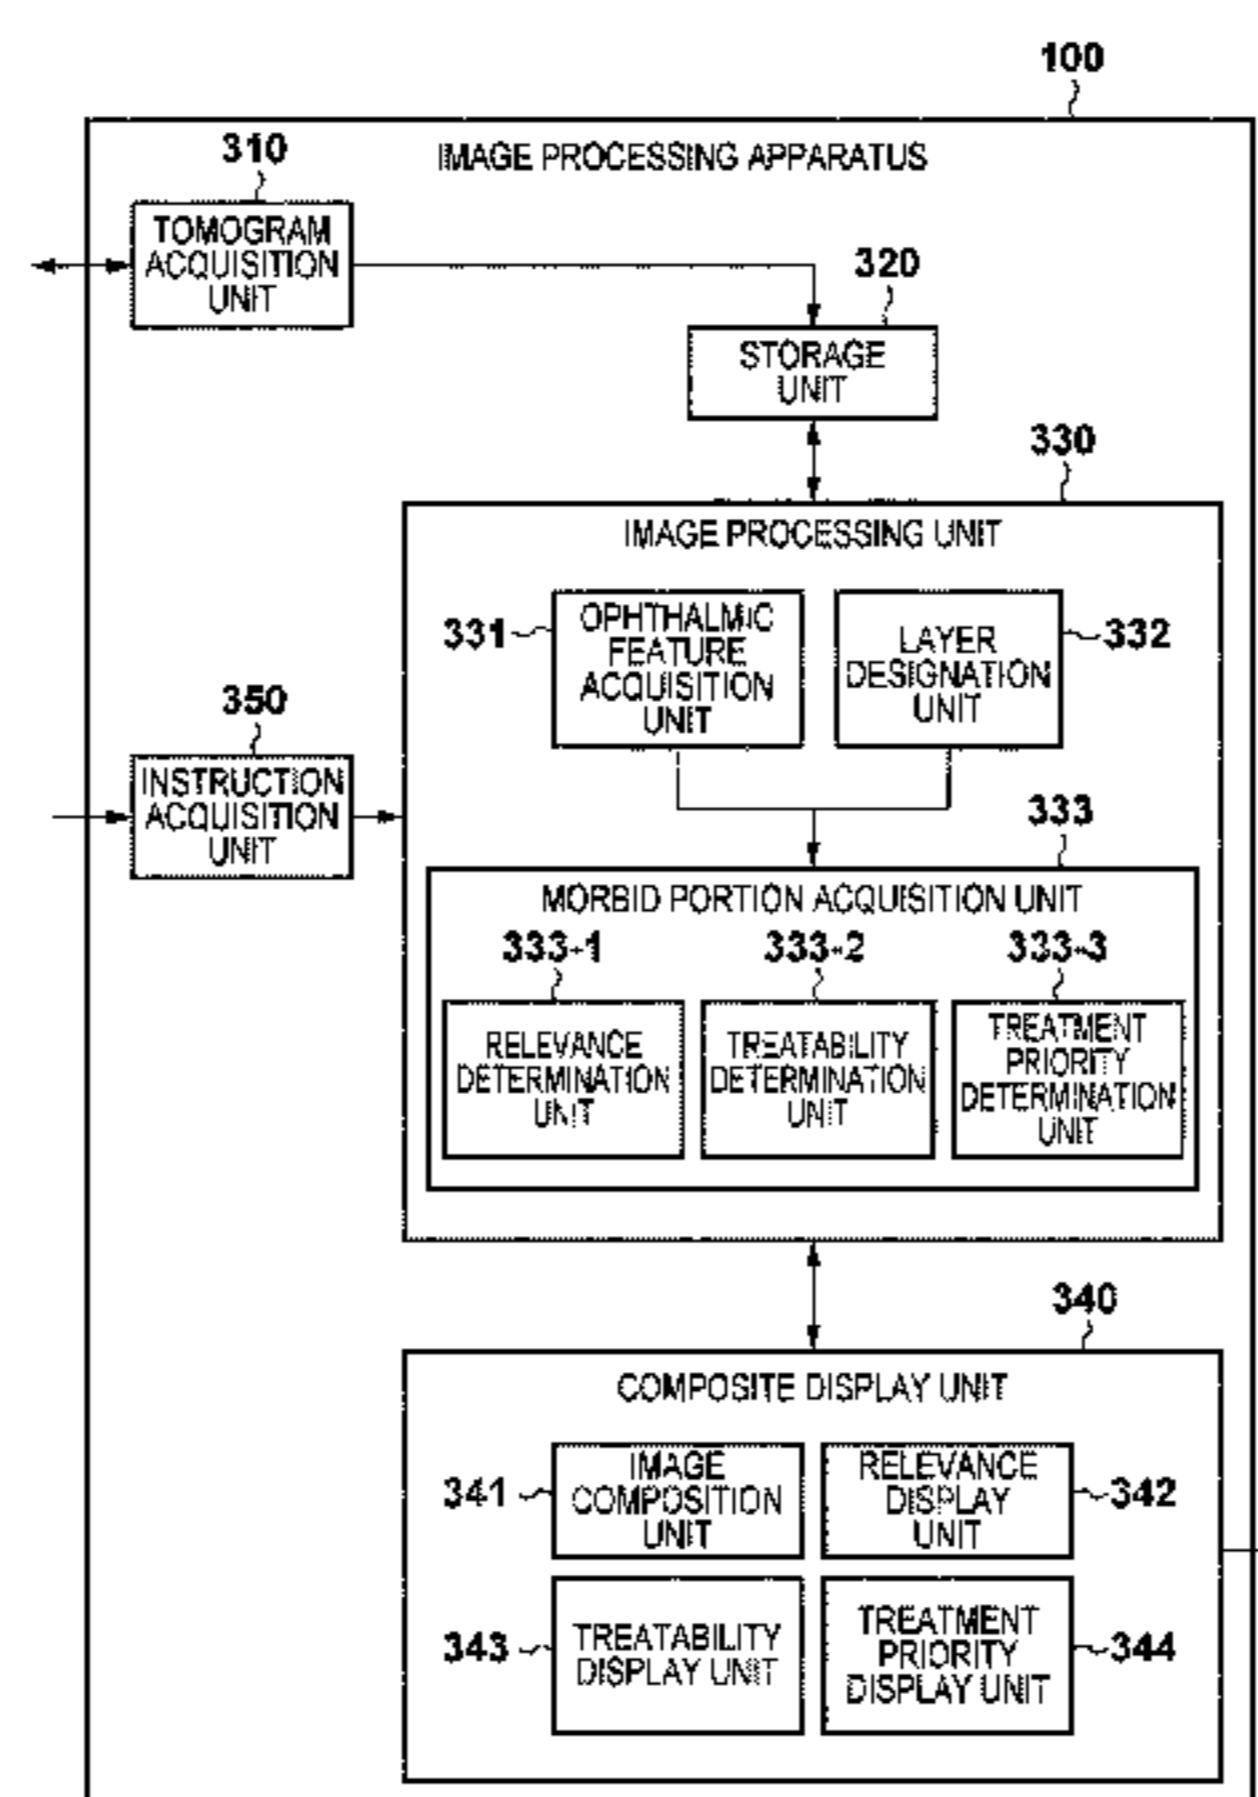 100
IMAGE PROCESSING APPARATUS
310
TOMOGRAM
ACQUISITION
UNIT
320
STORAGE
UNIT
330
IMAGE PROCESSING UNIT
331
OPHTHALMIC
FEATURE
ACQUISITION
UNIT
LAYER
DESIGNATION
UNIT
332
350
INSTRUCTION
ACQUISITION
UNIT
333
MORBID PORTION ACQUISITION UNIT
333-1
333-2
333-3
RELEVANCE
DETERMINATION
UNIT
TREATABILITY
DETERMINATION
UNIT
TREATMENT
PRIORITY
DETERMINATION
UNIT
340
COMPOSITE DISPLAY UNIT
341
IMAGE
COMPOSITION
UNIT
RELEVANCE
DISPLAY
UNIT
342
343
TREATABILITY
DISPLAY UNIT
TREATMENT
PRIORITY
DISPLAY UNIT
344